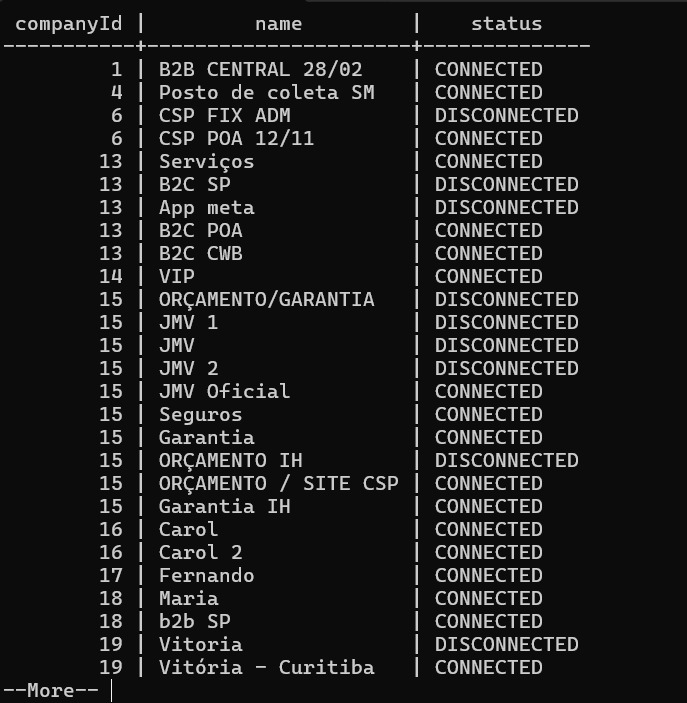 companyId | name | status
----------+----------------------+--------------
1 | B2B CENTRAL 28/02 | CONNECTED
4 | Posto de coleta SM | CONNECTED
6 | CSP FIX ADM | DISCONNECTED
6 | CSP POA 12/11 | CONNECTED
13 | Serviços | CONNECTED
13 | B2C SP | DISCONNECTED
13 | App meta | DISCONNECTED
13 | B2C POA | CONNECTED
13 | B2C CWB | CONNECTED
14 | VIP | CONNECTED
15 | ORÇAMENTO/GARANTIA | DISCONNECTED
15 | JMV 1 | DISCONNECTED
15 | JMV | DISCONNECTED
15 | JMV 2 | DISCONNECTED
15 | JMV Oficial | CONNECTED
15 | Seguros | CONNECTED
15 | Garantia | CONNECTED
15 | ORÇAMENTO IH | DISCONNECTED
15 | ORÇAMENTO / SITE CSP | CONNECTED
15 | Garantia IH | CONNECTED
16 | Carol | CONNECTED
16 | Carol 2 | CONNECTED
17 | Fernando | CONNECTED
18 | Maria | CONNECTED
18 | b2b SP | CONNECTED
19 | Vitoria | DISCONNECTED
19 | Vitória - Curitiba | CONNECTED
--More--